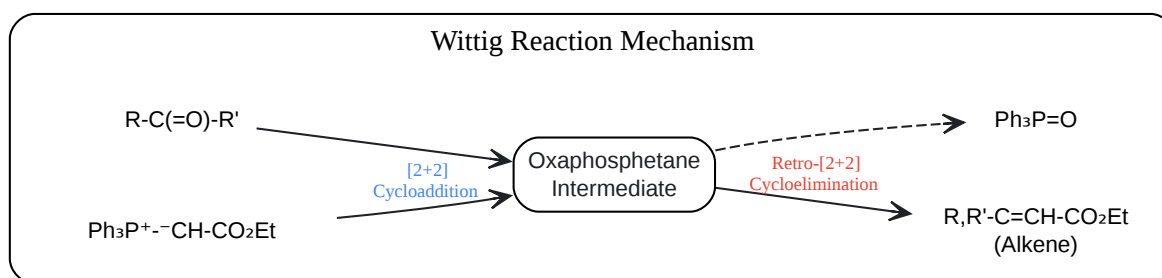 Wittig Reaction Mechanism
R-C(=O)-R'
Ph₃P⁺-⁻CH-CO₂Et
[2+2]
Cycloaddition
Oxaphosphetane
Intermediate
Retro-[2+2]
Cycloelimination
Ph₃P=O
R,R'-C=CH-CO₂Et
(Alkene)